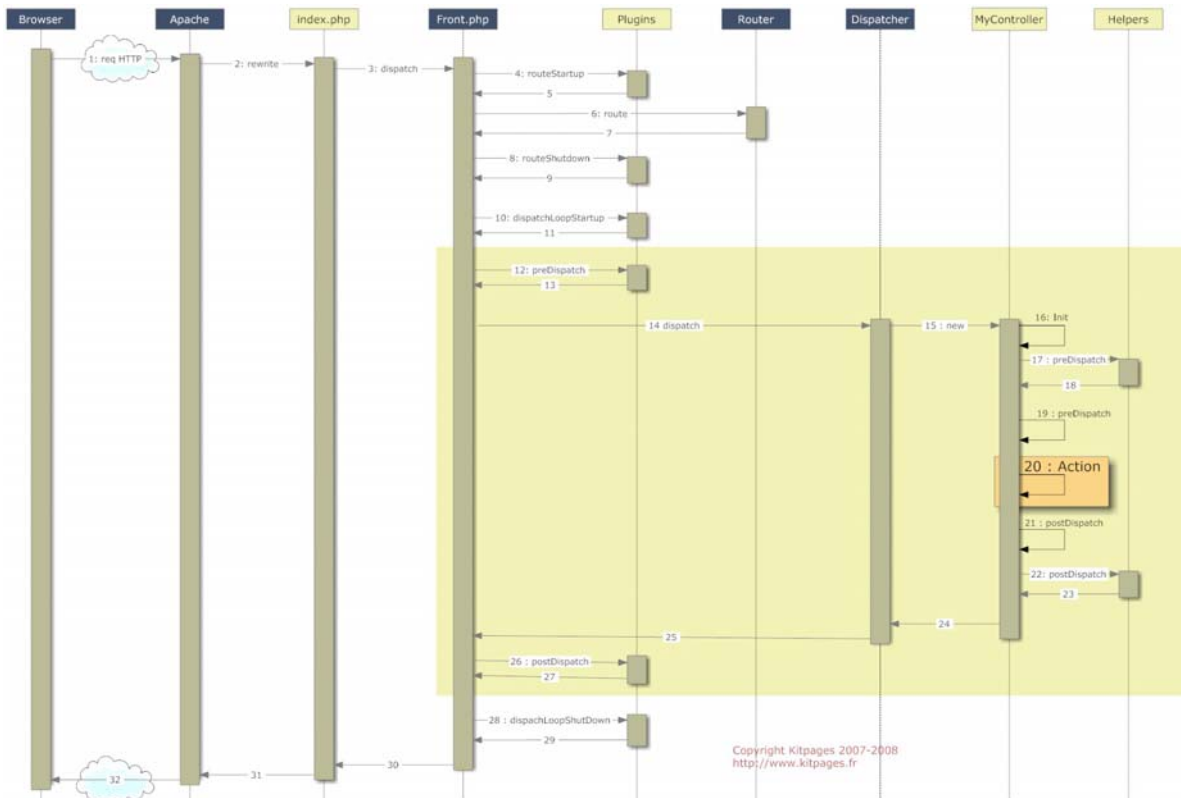 Browser
Apache
index.php
Front.php
Plugins
Router
Dispatcher
MyController
Helpers
1: req HTTP
2: rewrite
3: dispatch
4: routeStartup
5
6: route
7
8: routeShutdown
9
10: dispatchLoopStartup
11
12: preDispatch
13
14 dispatch
15 : new
16: Init
17 : preDispatch
18
19 : preDispatch
20 : Action
21 : postDispatch
22: postDispatch
23
24
25
26 : postDispatch
27
28 : dispachLoopShutDown
29
30
31
32
Copyright Kitpages 2007-2008
http://www.kitpages.fr